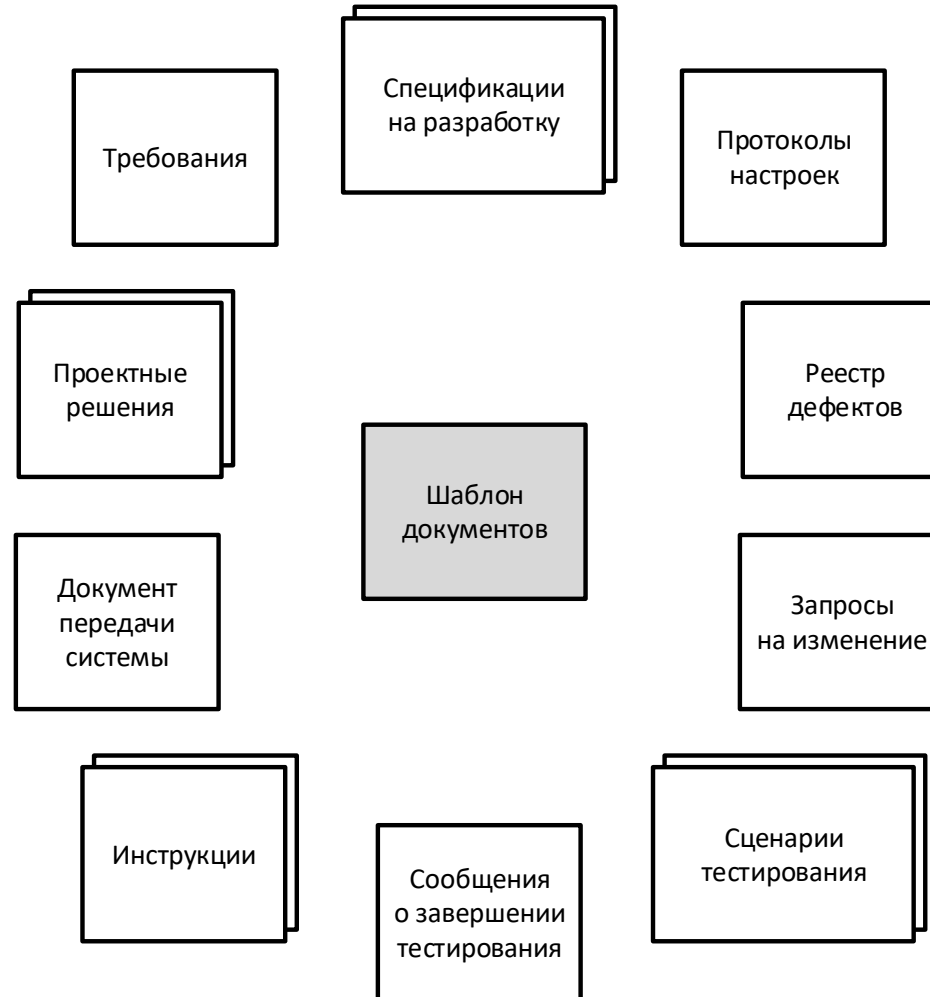 Спецификации
на разработку
Требования
Протоколы
настроек
Проектные
решения
Реестр
дефектов
Шаблон
документов
Документ
передачи
системы
Запросы
на изменение
Инструкции
Сценарии
тестирования
Сообщения
о завершении
тестирования